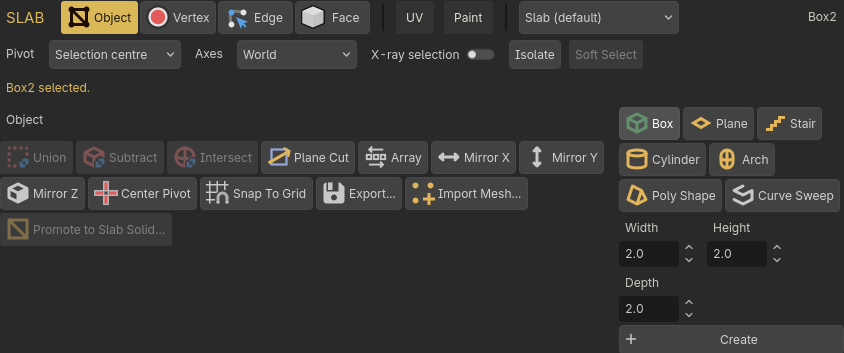 SLAB Object Vertex Edge Face UV Paint Slab (default) Box2
Pivot Selection centre Axes World X-ray selection Isolate Soft Select
Box2 selected.
Object
Union Subtract Intersect Plane Cut Array Mirror X Mirror Y
Mirror Z Center Pivot Snap To Grid Export... Import Mesh...
Promote to Slab Solid...
Box Plane Stair
Cylinder Arch
Poly Shape Curve Sweep
Width Height
2.0 2.0
Depth
2.0
+ Create